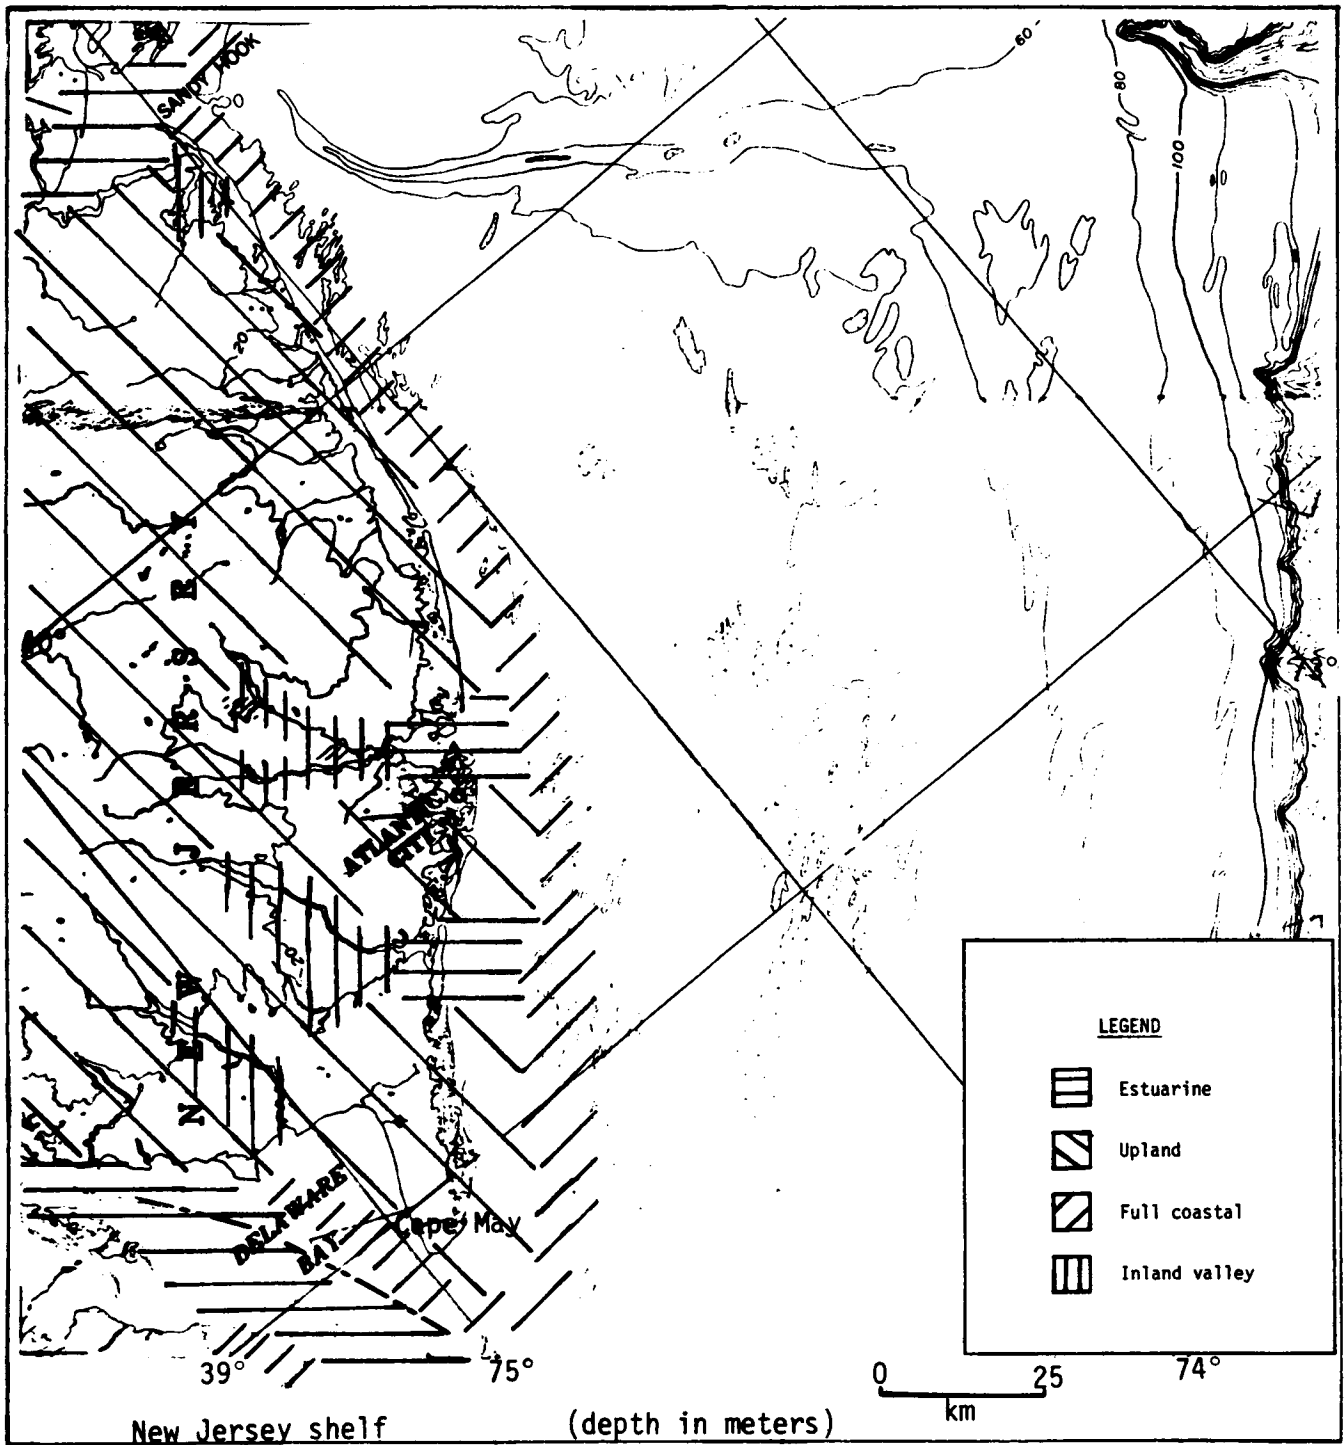 SANDY HOOK
60
80
100
20
NEW JERSEY
ATLANTIC
CITY
20
DELAWARE
BAY
Cape May
LEGEND
Estuarine
Upland
Full coastal
Inland valley
39°
75°
0
25
74°
km
New Jersey shelf
(depth in meters)